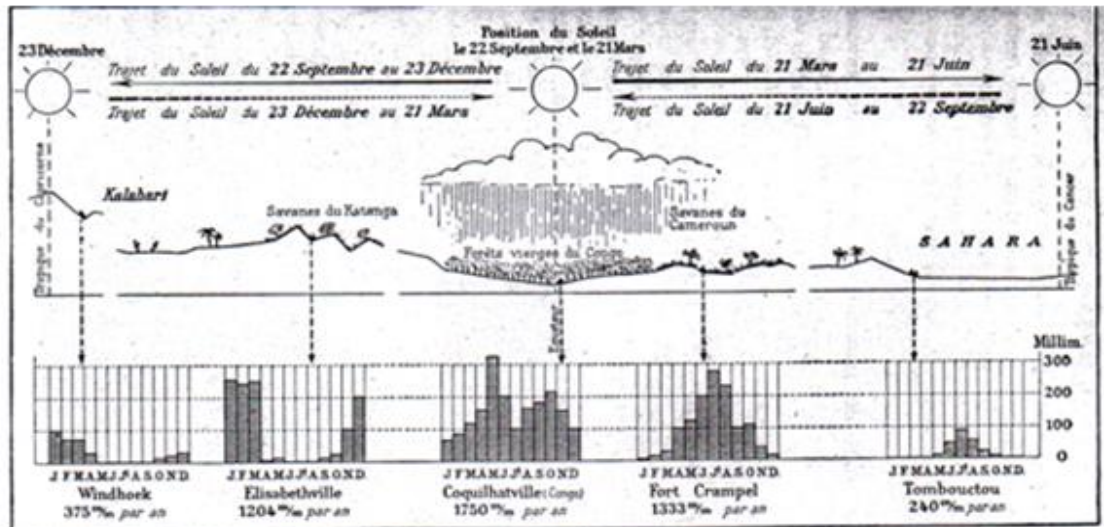 Position du Soleil
23 Décembre
le 22 Septembre et le 21 Mars
21 Juin
Trajet du Soleil du 22 Septembre au 23 Décembre
Trajet du Soleil du 21 Mars au 21 Juin
Trajet du Soleil du 23 Décembre au 21 Mars
Trajet du Soleil du 21 Juin au 22 Septembre
Tropique du Capricorne
Kalahari
Savanes du Katanga
Savanes du
Cameroun
Forêts vierges du Congo
SAHARA
Tropique du Cancer
Equateur
Millim.
300
200
100
0
J F M A M J Jt A S O N D.
J F M A M J Jt A S O N D.
J F M A M J Jt A S O N D.
J F M A M J Jt A S O N D.
J F M A M J Jt A S O N D.
Windhoek
Elisabethville
Coquilhatville (Congo)
Fort Crampel
Tombouctou
375 m/m par an
1204 m/m par an
1750 m/m par an
1333 m/m par an
240 m/m par an